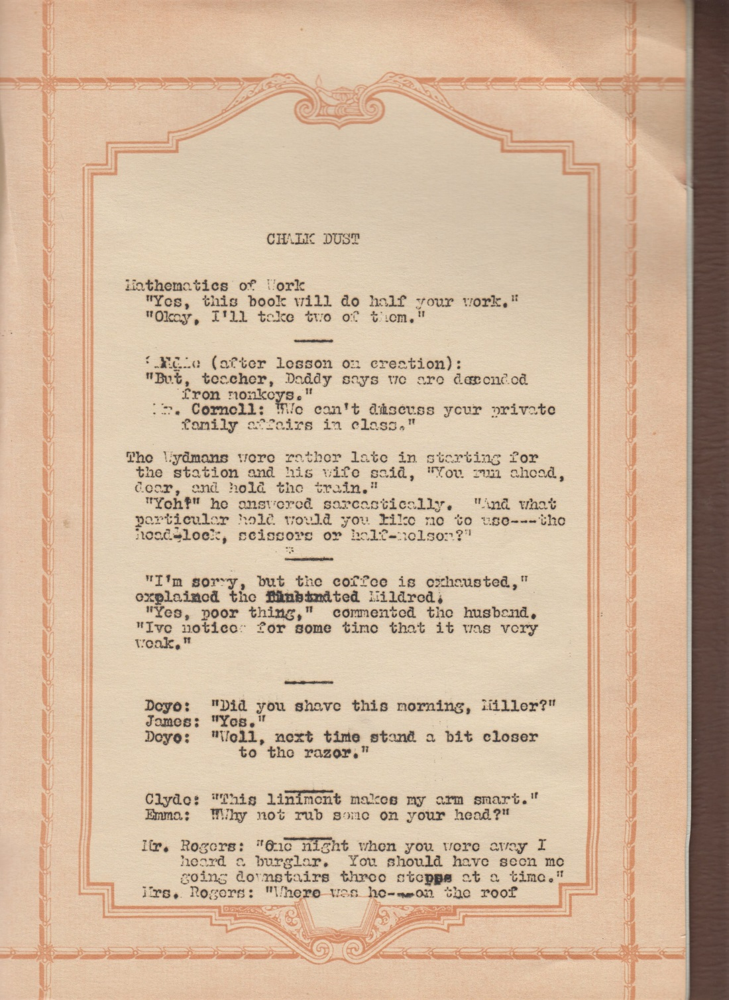 CHALK DUST
Mathematics of Work
"Yes, this book will do half your work."
"Okay, I'll take two of them."
(after lesson on creation):
"But, teacher, Daddy says we are descended
from monkeys."
Mr. Cornell: "We can't discuss your private
family affairs in class."
The Wydmans were rather late in starting for
the station and his wife said, "You run ahead,
dear, and hold the train."
"Yeh?" he answered sarcastically. "And what
particular hold would you like me to use---the
head-lock, scissors or half-nelson?"
"I'm sorry, but the coffee is exhausted,"
explained the Mildred.
"Yes, poor thing," commented the husband.
"Ive notice for some time that it was very
weak."
Deyo: "Did you shave this morning, Miller?"
James: "Yes."
Deyo: "Well, next time stand a bit closer
to the razor."
Clyde: "This liniment makes my arm smart."
Emma: "Why not rub some on your head?"
Mr. Rogers: "One night when you were away I
heard a burglar. You should have seen me
going downstairs three steps at a time."
Mrs. Rogers: "Where was he---on the roof